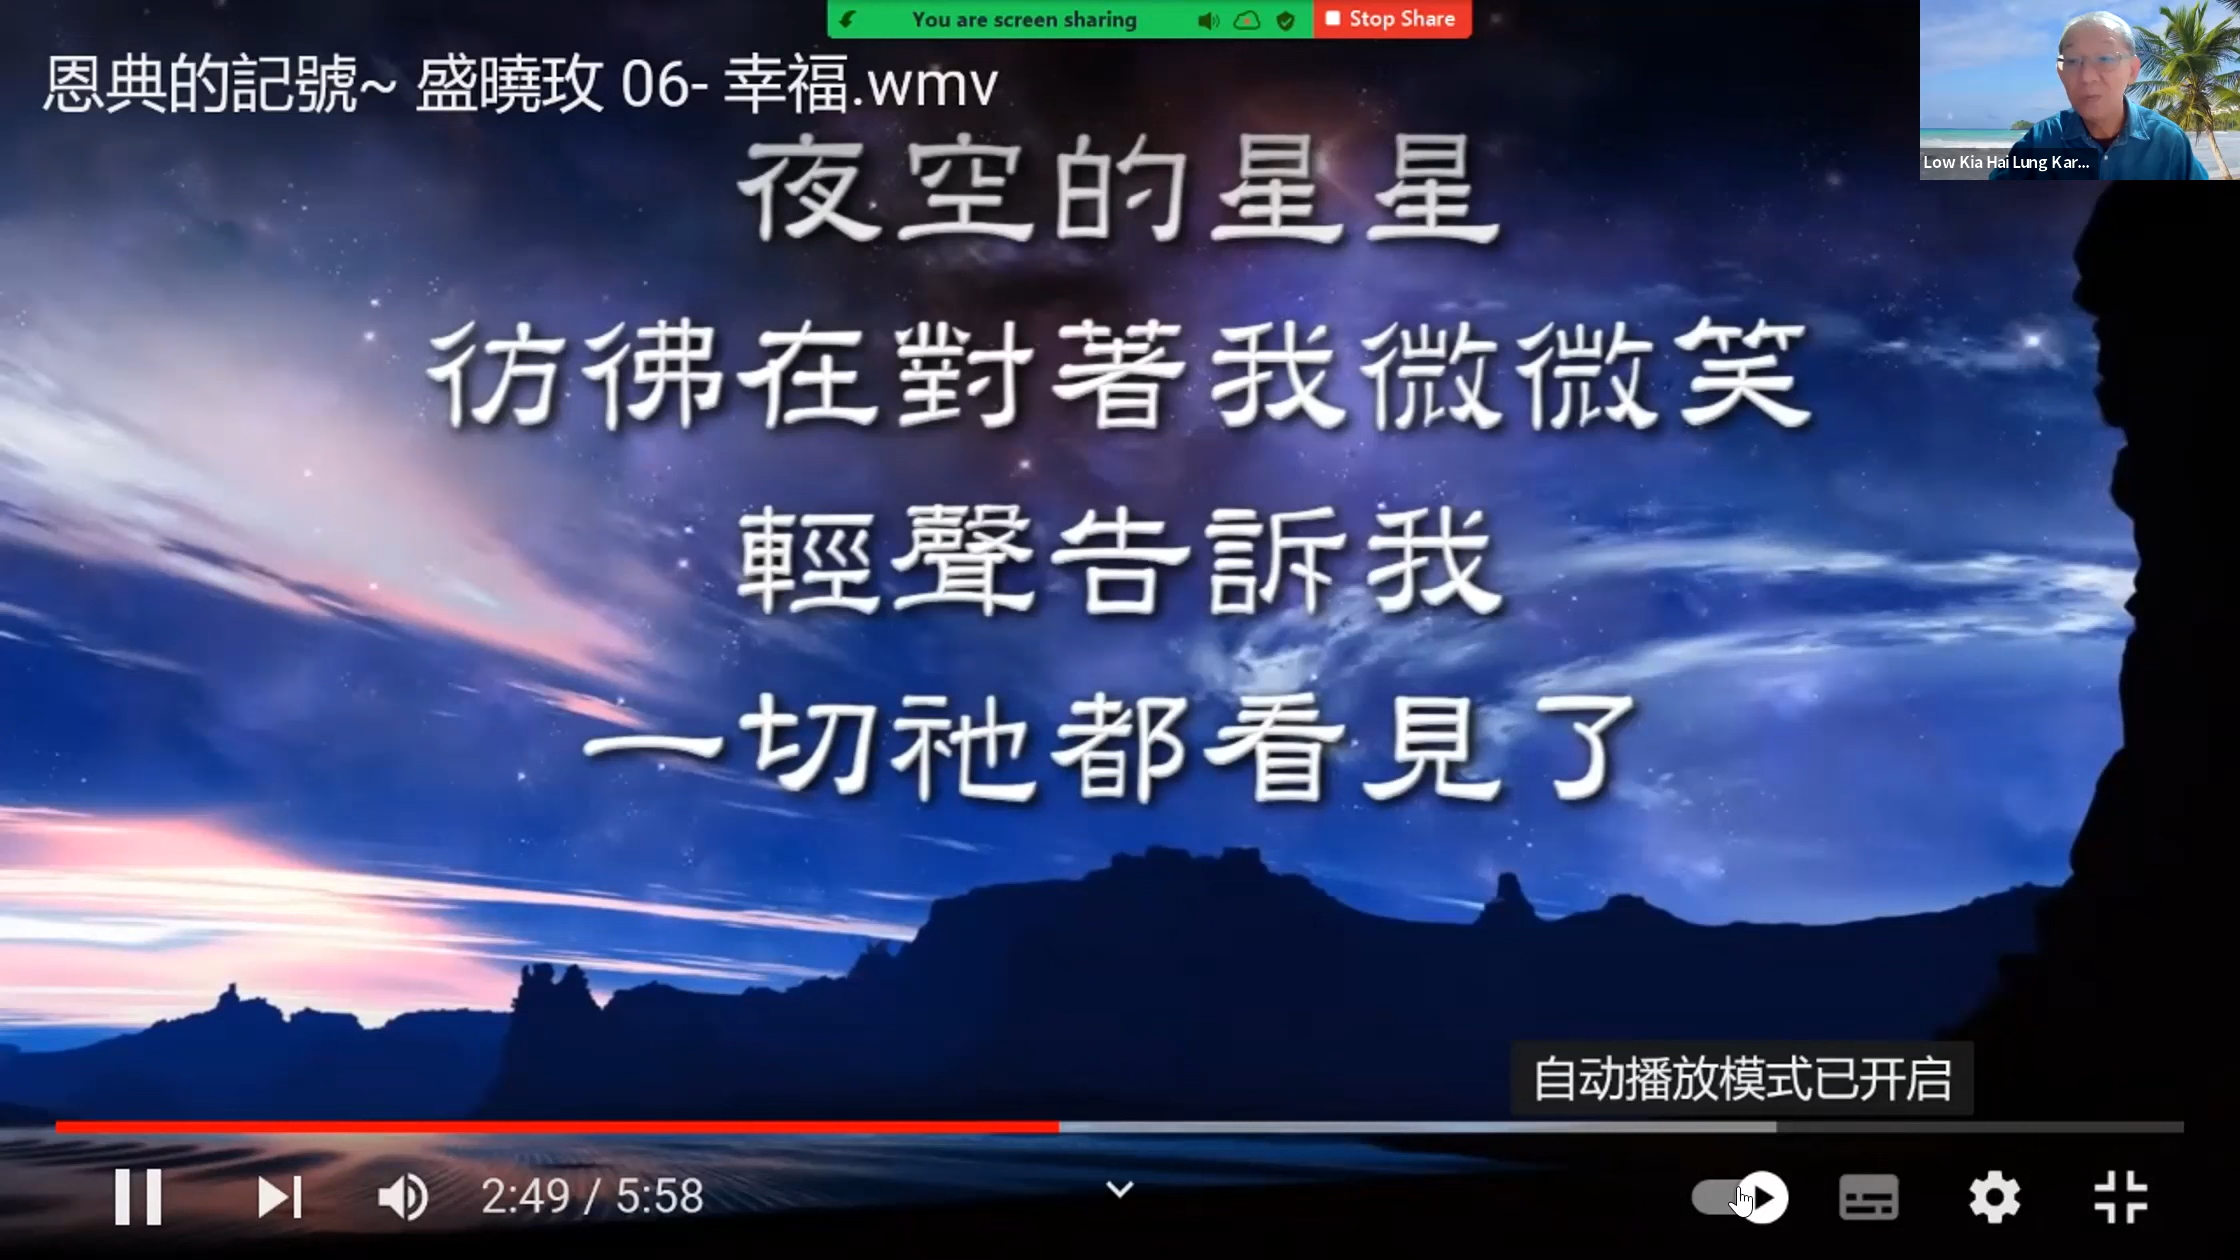 You are screen sharing
Stop Share
恩典的記號~ 盛曉玫 06- 幸福.wmv
Low Kia Hai Lung Kar...
夜空的星星
彷彿在對著我微微笑
輕聲告訴我
一切祂都看見了
自动播放模式已开启
2:49 / 5:58